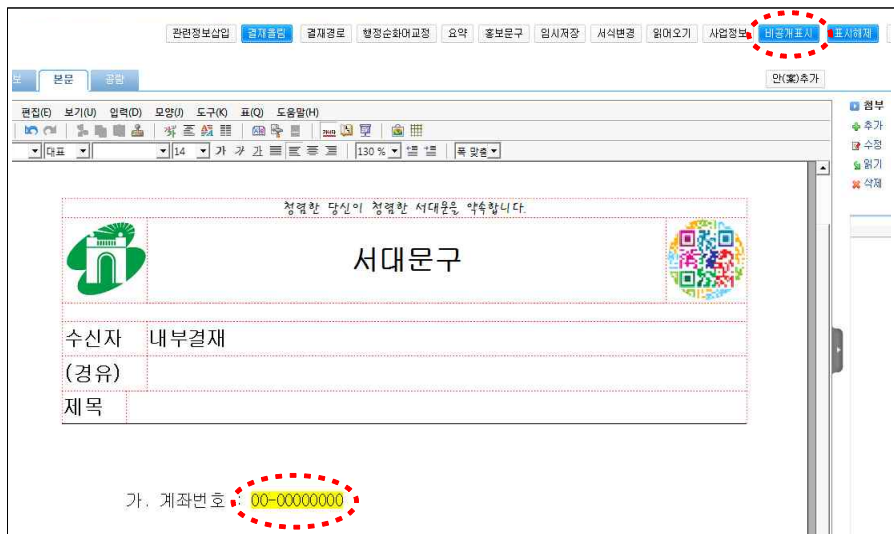 관련정보삽입 결재올림 결재경로 행정순화어교정 요약 홍보문구 임시저장 서식변경 읽어오기 사업정보 비공개표시 표시해제
보 본문 공람 안(案)추가
편집(E) 보기(U) 입력(D) 모양(J) 도구(K) 표(Q) 도움말(H)
대표 14 가 가 가 130 % 폭 맞춤
첨부
추가
수정
읽기
삭제
청렴한 당신이 청렴한 서대문을 약속합니다.
서대문구
수신자 내부결재
(경유)
제목
가. 계좌번호 : 00-00000000